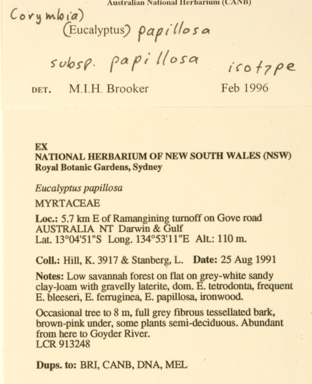 Australian National Herbarium (CANB)
Corymbia)
(Eucalyptus) papillosa
subsp. papillosa isotype
DET. M.I.H. Brooker Feb 1996
EX
NATIONAL HERBARIUM OF NEW SOUTH WALES (NSW)
Royal Botanic Gardens, Sydney
Eucalyptus papillosa
MYRTACEAE
Loc.: 5.7 km E of Ramangining turnoff on Gove road
AUSTRALIA NT Darwin & Gulf
Lat. 13°04'51"S Long. 134°53'11"E Alt.: 110 m.
Coll.: Hill, K. 3917 & Stanberg, L. Date: 25 Aug 1991
Notes: Low savannah forest on flat on grey-white sandy
clay-loam with gravelly laterite, dom. E. tetrodonta, frequent
E. bleeseri, E. ferruginea, E. papillosa, ironwood.
Occasional tree to 8 m, full grey fibrous tessellated bark,
brown-pink under, some plants semi-deciduous. Abundant
from here to Goyder River.
LCR 913248
Dups. to: BRI, CANB, DNA, MEL